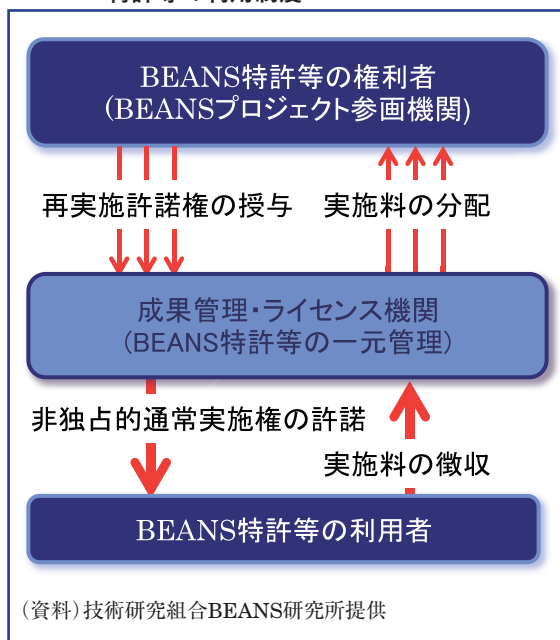 BEANS特許等の権利者
(BEANSプロジェクト参画機関)
再実施許諾権の授与 実施料の分配
成果管理・ライセンス機関
(BEANS特許等の一元管理)
非独占的通常実施権の許諾
実施料の徴収
BEANS特許等の利用者
(資料)技術研究組合BEANS研究所提供